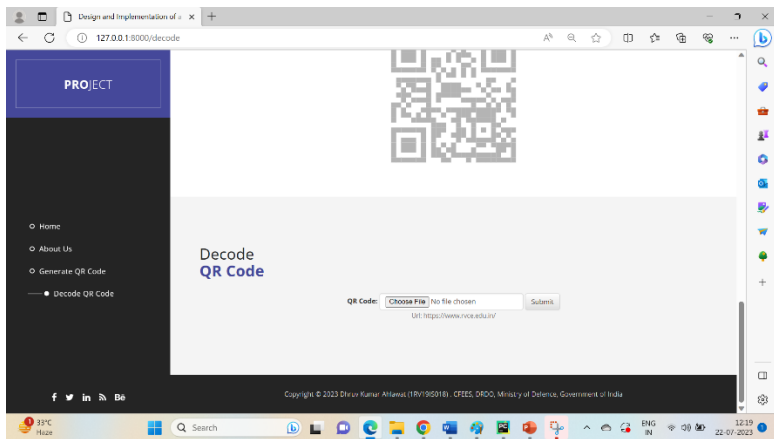 Design and Implementation of a
127.0.0.1:8000/decode
PROJECT
Home
About Us
Generate QR Code
Decode QR Code
Decode
QR Code
QR Code: Choose File No file chosen Submit
Url: https://www.rvce.edu.in/
Copyright © 2023 Dhruv Kumar Ahlawat (1RV19IS018) . CFEES, DRDO, Ministry of Defence, Government of India
33°C
Haze
Search
ENG
IN
12:19
22-07-2023